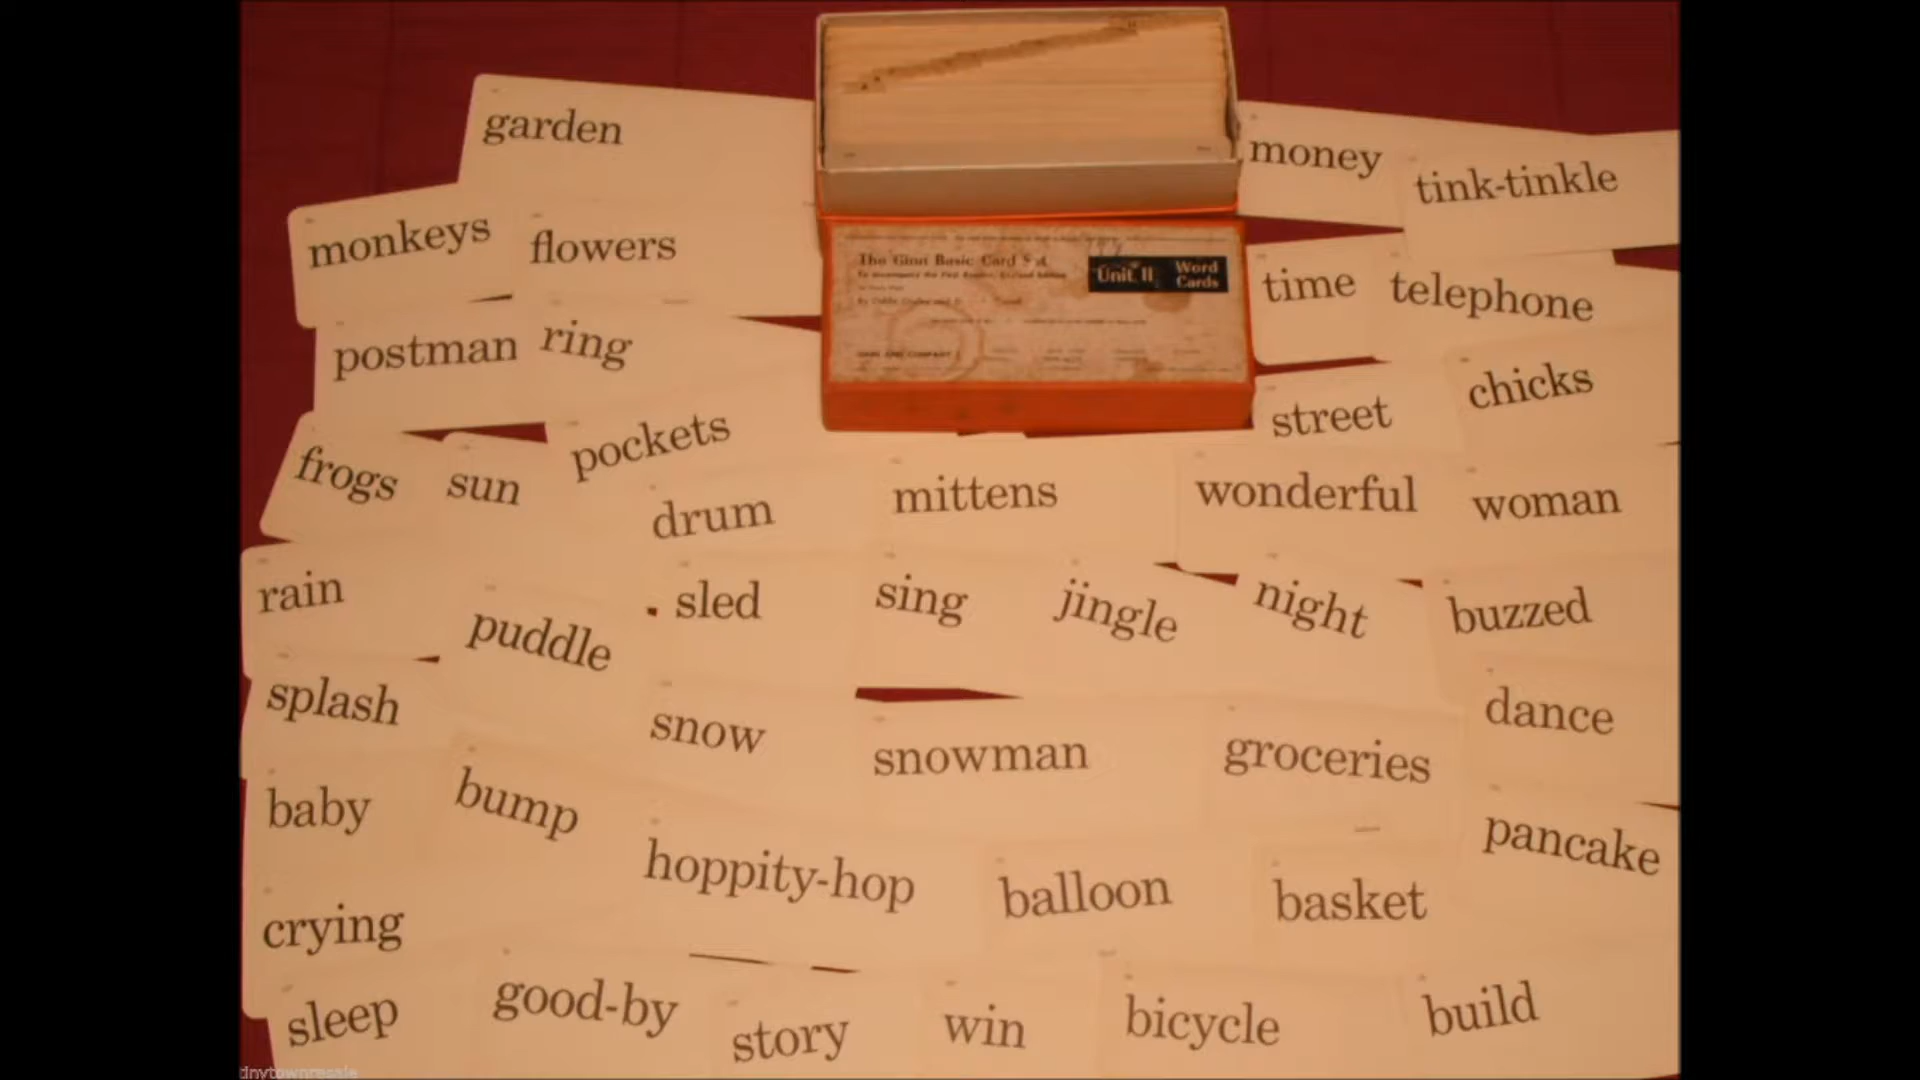 garden
money
tink-tinkle
monkeys
flowers
The Ginn Basic Card Set
Unit II
Word
Cards
time
telephone
postman
ring
street
chicks
frogs
sun
pockets
drum
mittens
wonderful
woman
rain
puddle
sled
sing
jingle
night
buzzed
splash
snow
snowman
groceries
dance
baby
bump
hoppity-hop
balloon
basket
pancake
crying
sleep
good-by
story
win
bicycle
build
tinytownresale